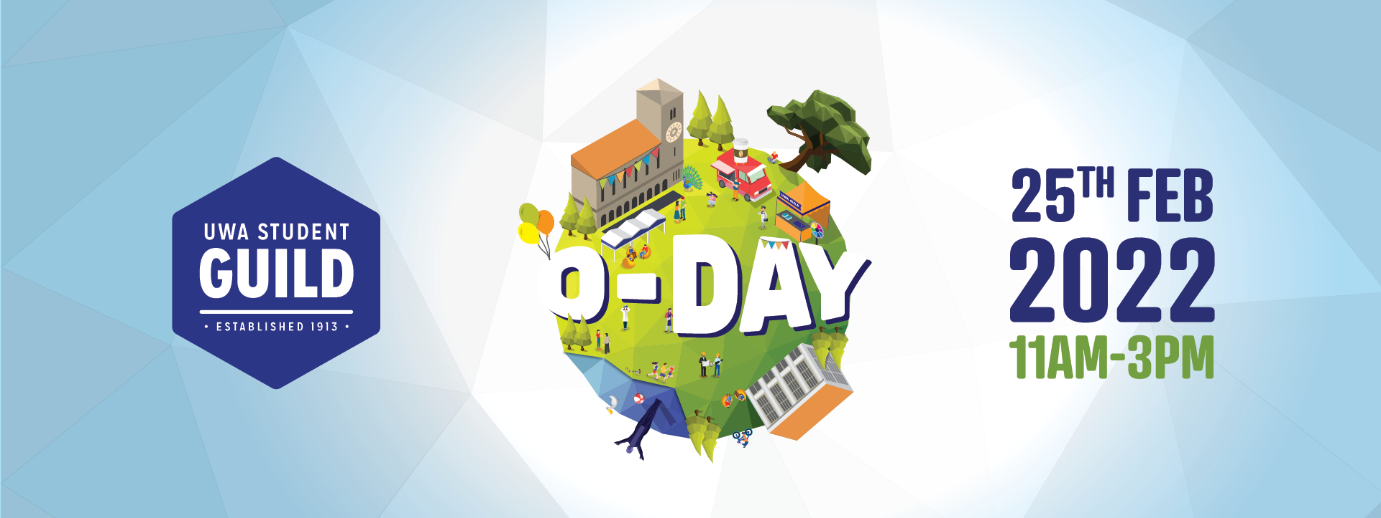 UWA STUDENT
GUILD
• ESTABLISHED 1913 •
O-DAY
25TH FEB
2022
11AM-3PM